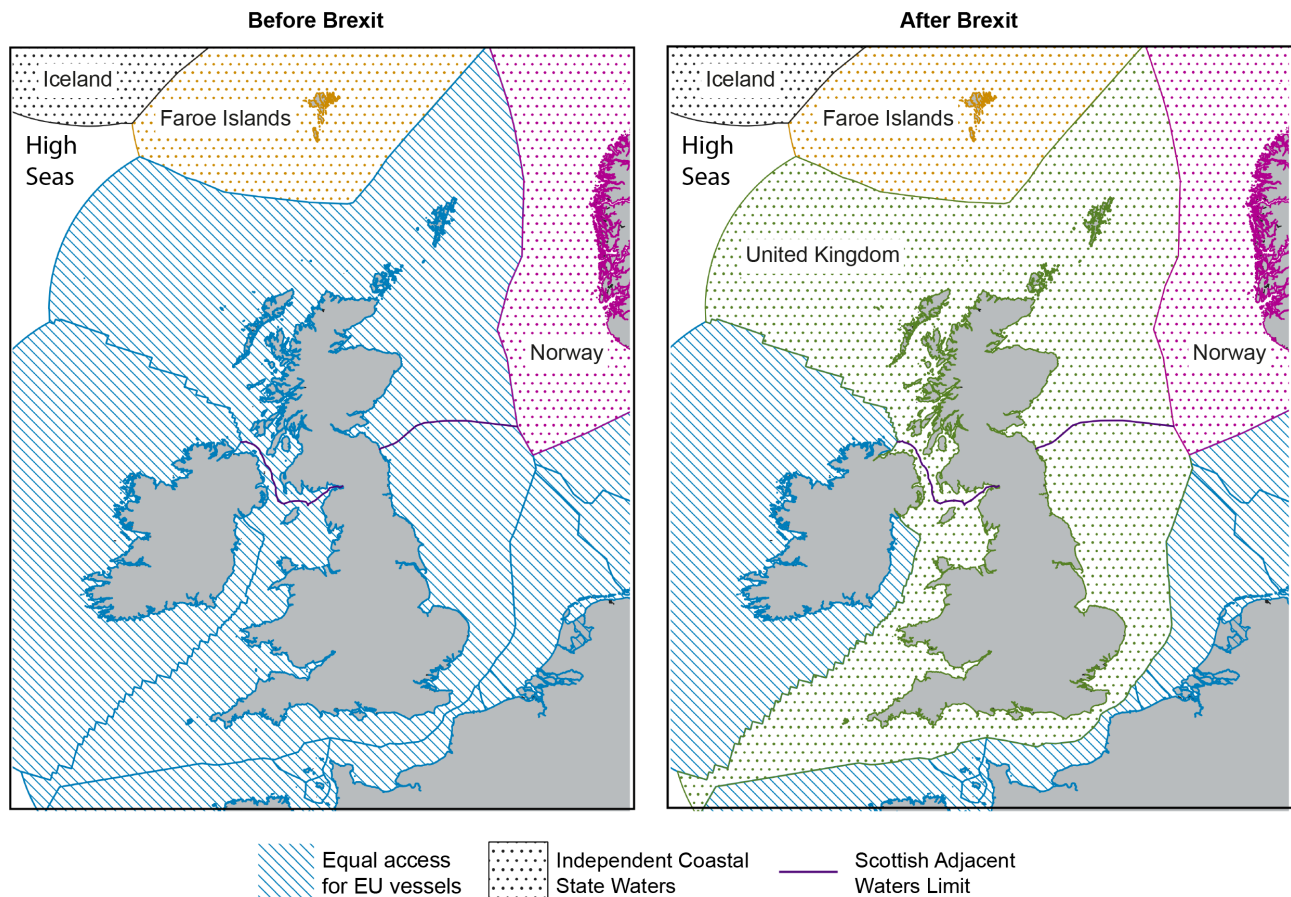 Before Brexit
After Brexit
Iceland
Faroe Islands
High
Seas
Norway
Iceland
Faroe Islands
High
Seas
United Kingdom
Norway
Equal access
for EU vessels
Independent Coastal
State Waters
Scottish Adjacent
Waters Limit